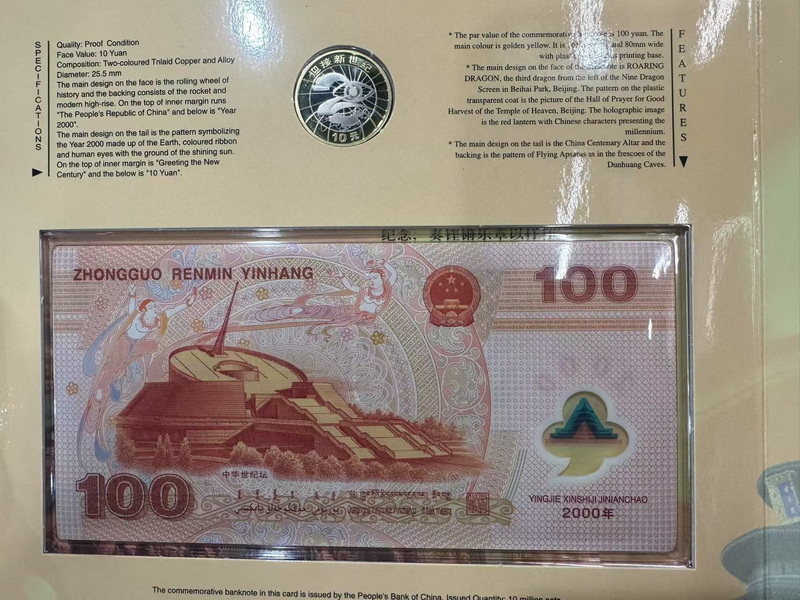 SPECIFICATIONS
Quality: Proof Condition
Face Value: 10 Yuan
Composition: Two-coloured Tnlaid Copper and Alloy
Diameter: 25.5 mm
The main design on the face is the rolling wheel of
history and the backing consists of the rocket and
modern high-rise. On the top of inner margin runs
"The People's Republic of China" and below is "Year
2000".
The main design on the tail is the pattern symbolizing
the Year 2000 made up of the Earth, coloured ribbon
and human eyes with the ground of the shining sun.
On the top of inner margin is "Greeting the New
Century" and the below is "10 Yuan".
迎接新世纪
10元
* The par value of the commemorative is 100 yuan. The
main colour is golden yellow. It is and 80mm wide
with printing base.
* The main design on the face of the is ROARING
DRAGON, the third dragon from the left of the Nine Dragon
Screen in Beihai Park, Beijing. The pattern on the plastic
transparent coat is the picture of the Hall of Prayer for Good
Harvest of the Temple of Heaven, Beijing. The holographic image
is the red lantern with Chinese characters presenting the
millennium.
* The main design on the tail is the China Centenary Altar and the
backing is the pattern of Flying Apsaras as in the frescoes of the
Dunhuang Caves.
FEATURES
纪念,
ZHONGGUO RENMIN YINHANG
100
中华世纪坛
100
YINGJIE XINSHIJI JINIANCHAO
2000年
The commemorative banknote in this card is issued by the People's Bank of China. Issued Quantity: 10 million sets